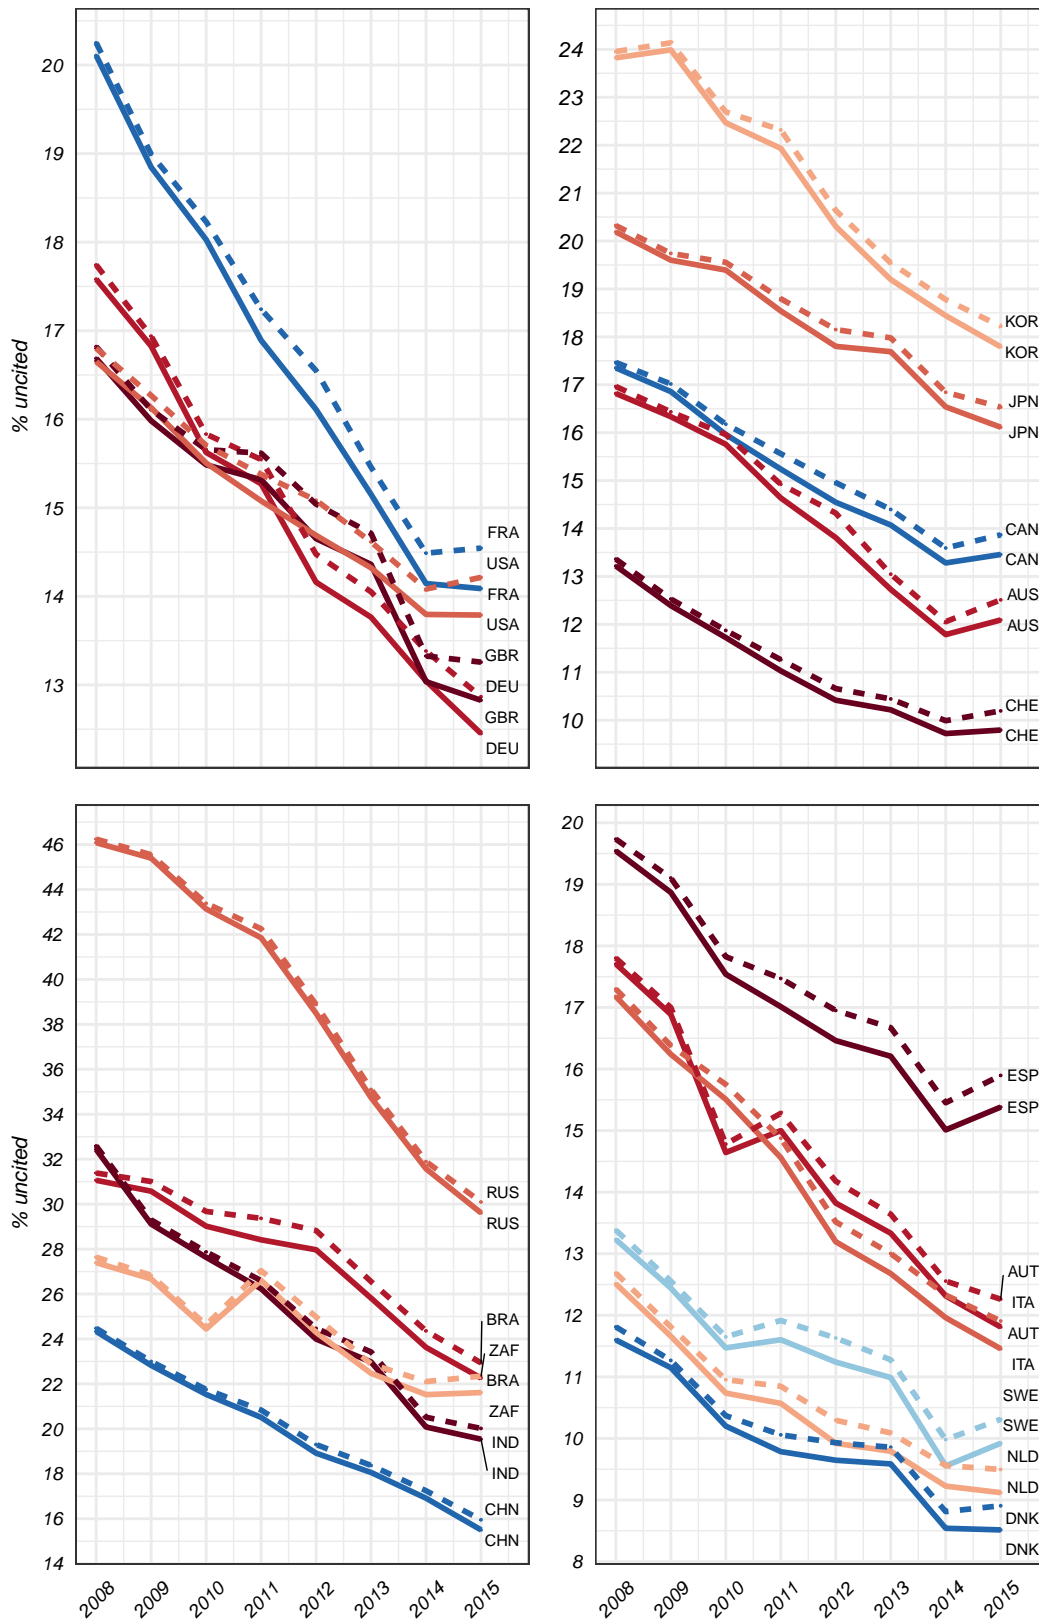 20
19
18
17
16
15
14
13
% uncited
FRA
USA
FRA
USA
GBR
DEU
GBR
DEU
24
23
22
21
20
19
18
17
16
15
14
13
12
11
10
KOR
KOR
JPN
JPN
CAN
CAN
AUS
AUS
CHE
CHE
46
44
42
40
38
36
34
32
30
28
26
24
22
20
18
16
14
% uncited
RUS
RUS
BRA
ZAF
BRA
ZAF
IND
IND
CHN
CHN
2008 2009 2010 2011 2012 2013 2014 2015
20
19
18
17
16
15
14
13
12
11
10
9
8
ESP
ESP
AUT
ITA
AUT
ITA
SWE
SWE
NLD
NLD
DNK
DNK
2008 2009 2010 2011 2012 2013 2014 2015